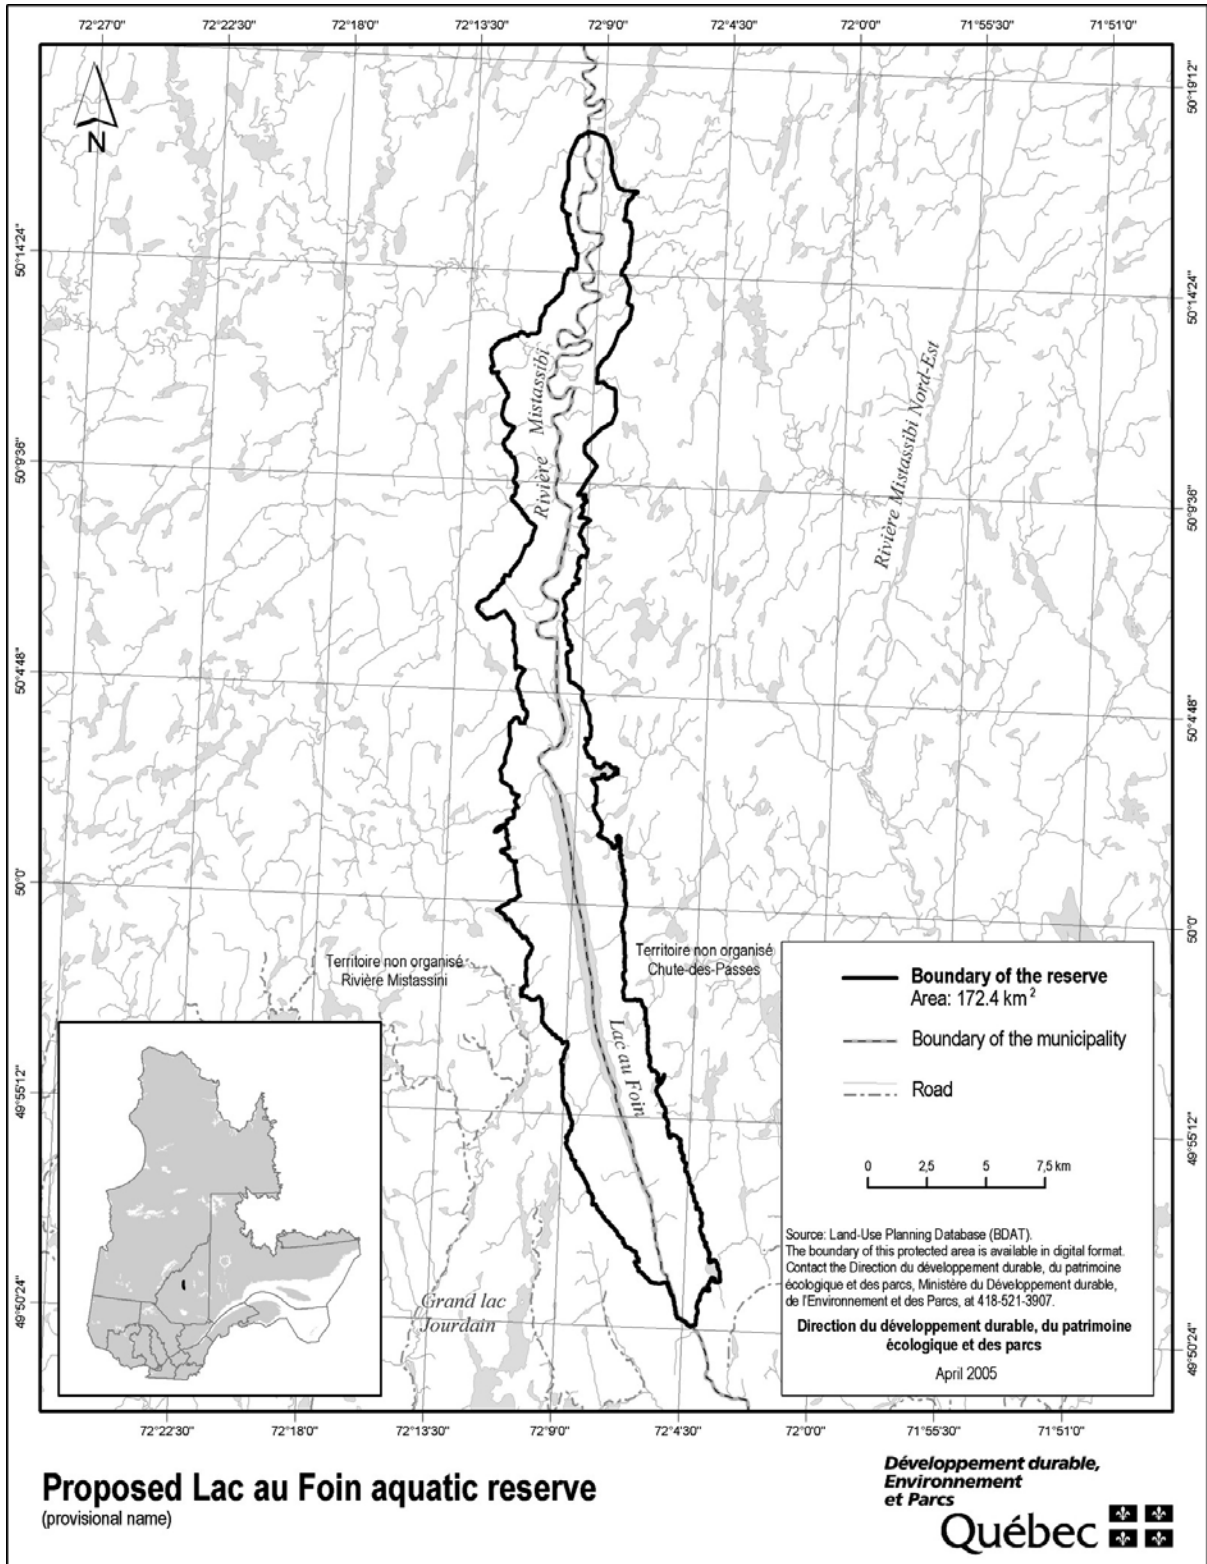 72°27'0" 72°22'30" 72°18'0" 72°13'30" 72°9'0" 72°4'30" 72°0'0" 71°55'30" 71°51'0"
50°19'12"
N
50°14'24"
50°14'24"
Rivière Mistassibi
Rivière Mistassibi Nord-Est
50°9'36"
50°9'36"
50°4'48"
50°4'48"
50°0'
50°0'
Territoire non organisé
Rivière Mistassini
Territoire non organisé
Chute-des-Passes
Lac au Foin
Boundary of the reserve
Area: 172.4 km²
Boundary of the municipality
Road
0 2,5 5 7,5 km
49°55'12"
49°55'12"
Source: Land-Use Planning Database (BDAT).
The boundary of this protected area is available in digital format.
Contact the Direction du développement durable, du patrimoine
écologique et des parcs, Ministère du Développement durable,
de l'Environnement et des Parcs, at 418-521-3907.
Direction du développement durable, du patrimoine
écologique et des parcs
April 2005
49°50'24"
49°50'24"
Grand lac
Jourdain
72°22'30" 72°18'0" 72°13'30" 72°9'0" 72°4'30" 72°0'0" 71°55'30" 71°51'0"
Proposed Lac au Foin aquatic reserve
(provisional name)
Développement durable,
Environnement
et Parcs
Québec